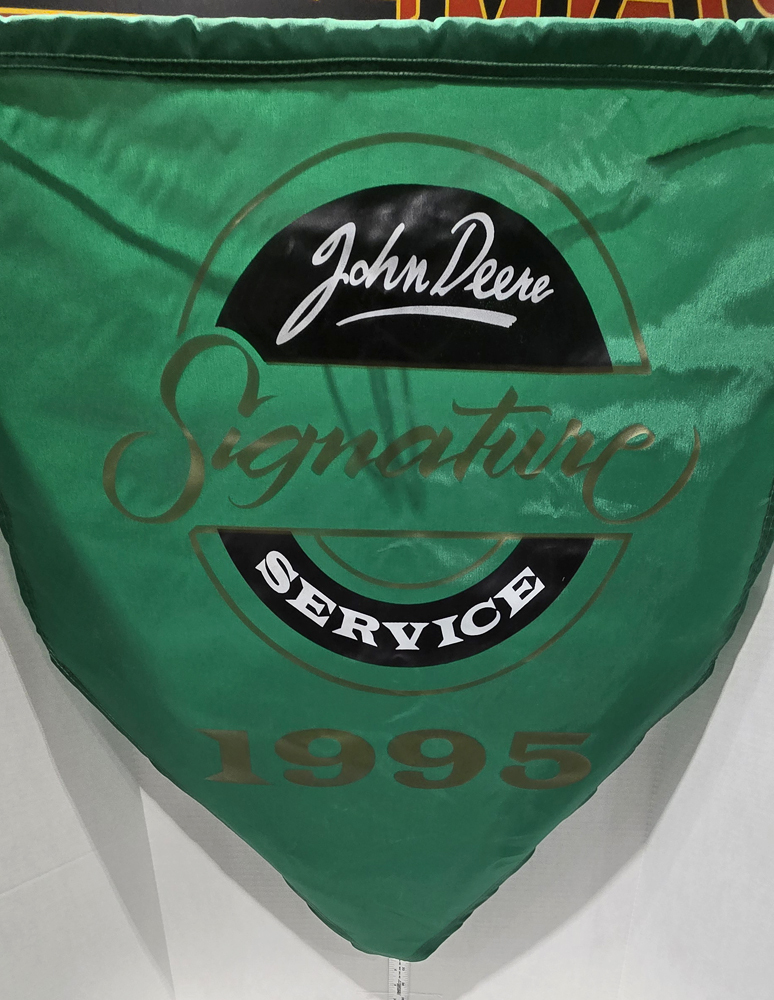 John Deere
Signature
SERVICE
1995